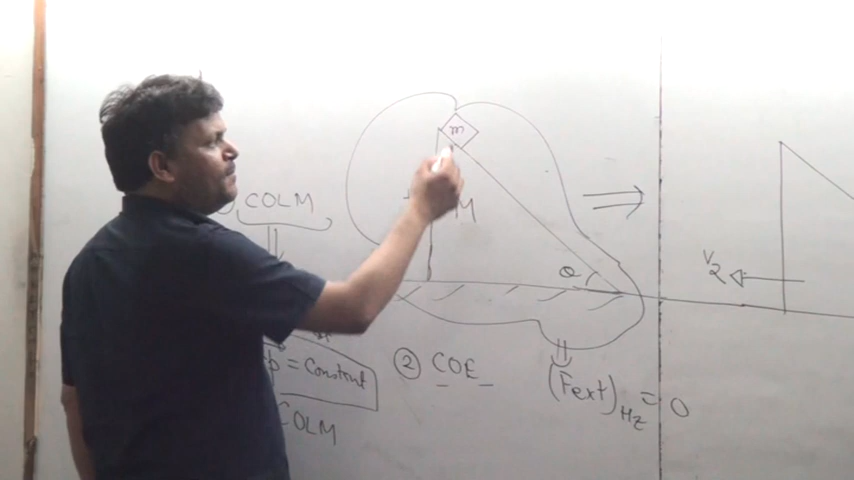 m
COLM
M
θ
V2
p = Constant
② COE
(Fext)Hz = 0
COLM